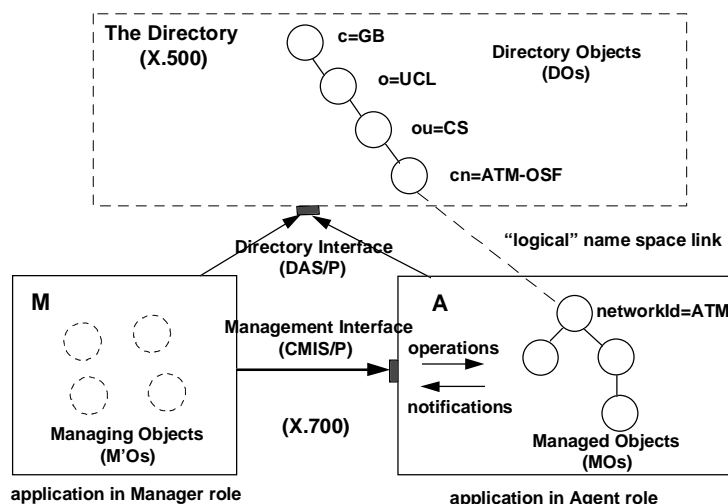 The Directory
(X.500)
c=GB
Directory Objects
(DOs)
o=UCL
ou=CS
cn=ATM-OSF
"logical" name space link
Directory Interface
(DAS/P)
M
A
networkId=ATM
Management Interface
(CMIS/P)
operations
notifications
Managing Objects
(M'Os)
(X.700)
Managed Objects
(MOs)
application in Manager role
application in Agent role